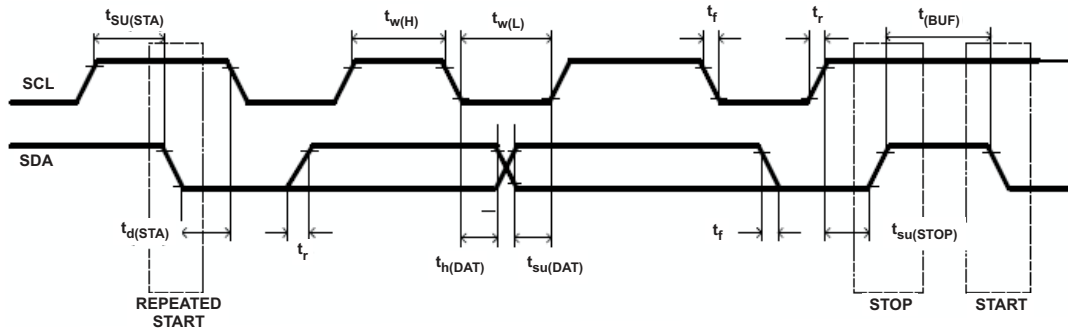 tSU(STA)
tw(H)
tw(L)
tf
tr
t(BUF)
SCL
SDA
td(STA)
tr
th(DAT)
tsu(DAT)
tf
tsu(STOP)
REPEATED
START
STOP
START